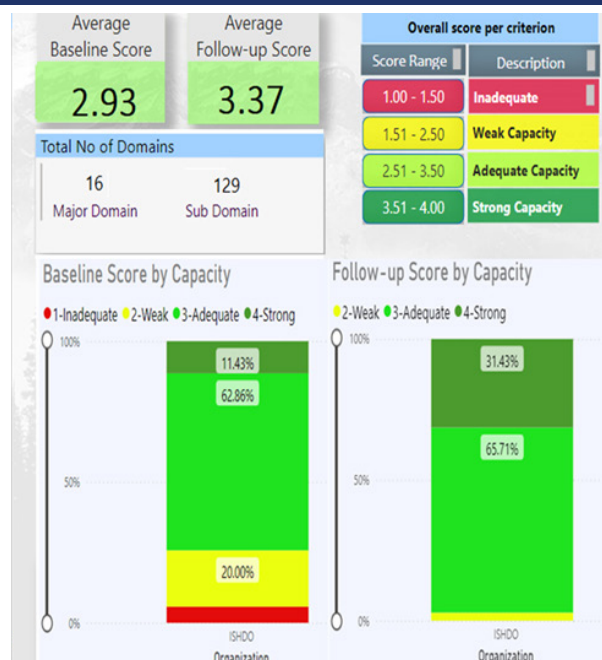 Average
Baseline Score
2.93
Average
Follow-up Score
3.37
Overall score per criterion
Score Range Description
1.00 - 1.50 Inadequate
1.51 - 2.50 Weak Capacity
2.51 - 3.50 Adequate Capacity
3.51 - 4.00 Strong Capacity
Total No of Domains
16 129
Major Domain Sub Domain
Baseline Score by Capacity
1-Inadequate 2-Weak 3-Adequate 4-Strong
100%
11.43%
62.86%
50%
20.00%
0%
ISHDO
Organization
Follow-up Score by Capacity
2-Weak 3-Adequate 4-Strong
100%
31.43%
65.71%
50%
0%
ISHDO
Organization